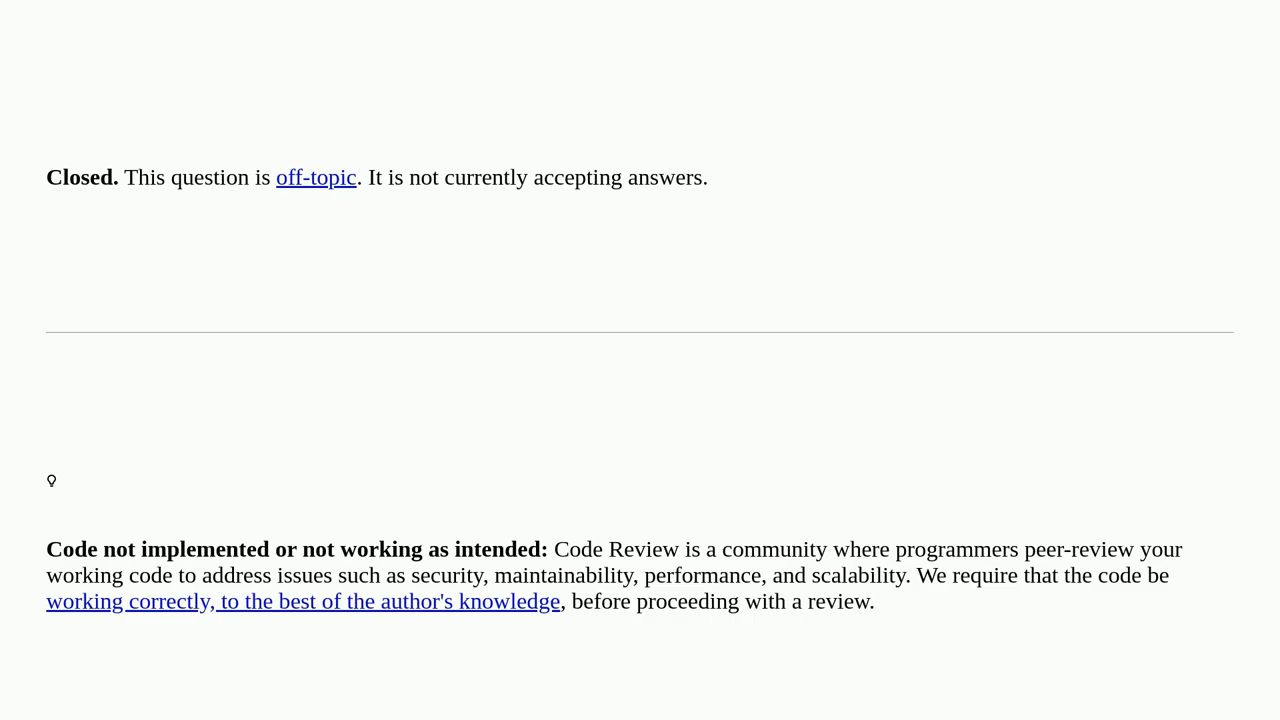 Closed. This question is off-topic. It is not currently accepting answers.
Code not implemented or not working as intended: Code Review is a community where programmers peer-review your
working code to address issues such as security, maintainability, performance, and scalability. We require that the code be
working correctly, to the best of the author's knowledge, before proceeding with a review.